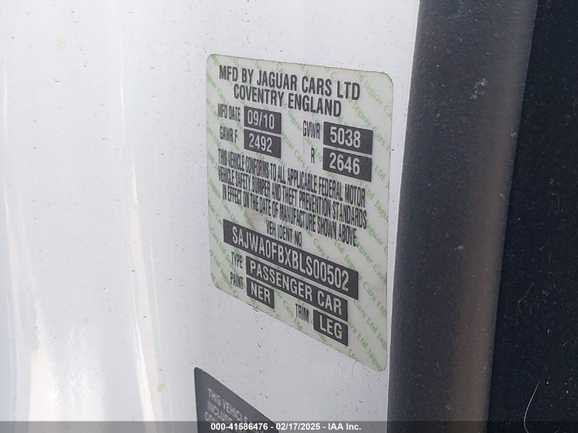 MFD BY JAGUAR CARS LTD
COVENTRY ENGLAND
MFD DATE 09/10 GVWR 5038
GAWR F 2492 R 2646
THIS VEHICLE CONFORMS TO ALL APPLICABLE FEDERAL MOTOR
VEHICLE SAFETY BUMPER AND THEFT PREVENTION STANDARDS
IN EFFECT ON THE DATE OF MANUFACTURE SHOWN ABOVE.
VEH. IDENT NO.
SAJWA0FBXBLS00502
TYPE PASSENGER CAR
PAINT NER TRIM LEG
THIS VEHICLE
000-41586476 - 02/17/2025 - IAA Inc.